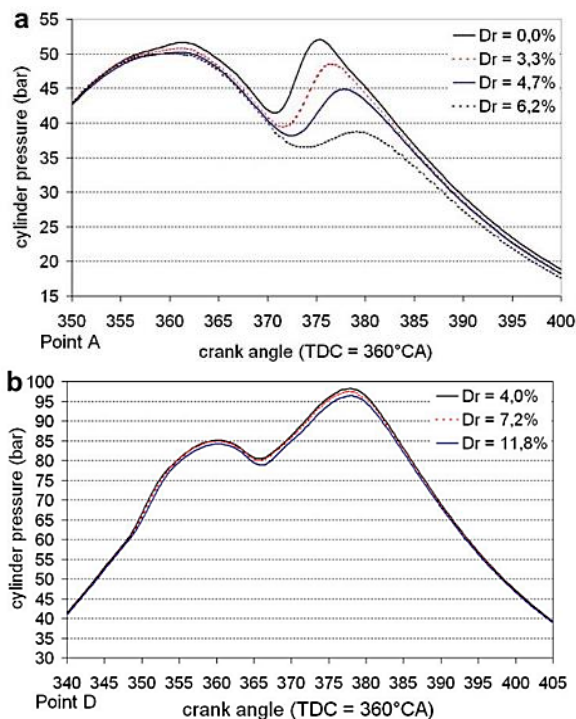 a
cylinder pressure (bar)
55
50
45
40
35
30
25
20
15
Dr = 0,0%
Dr = 3,3%
Dr = 4,7%
Dr = 6,2%
350 355 360 365 370 375 380 385 390 395 400
Point A
crank angle (TDC = 360°CA)
b
cylinder pressure (bar)
100
95
90
85
80
75
70
65
60
55
50
45
40
35
30
Dr = 4,0%
Dr = 7,2%
Dr = 11,8%
340 345 350 355 360 365 370 375 380 385 390 395 400 405
Point D
crank angle (TDC = 360°CA)